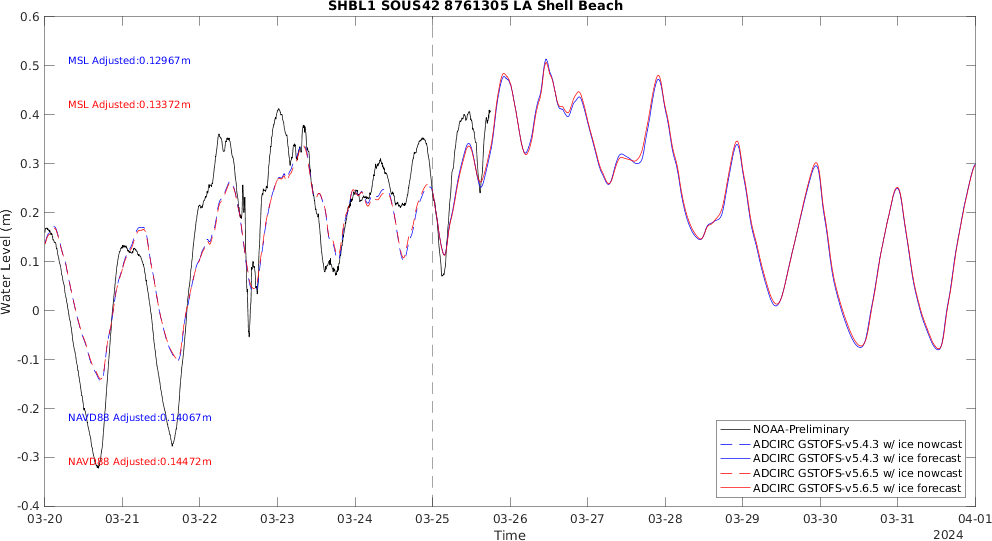 SHBL1 SOUS42 8761305 LA Shell Beach
0.6
0.5
0.4
0.3
0.2
0.1
0
-0.1
-0.2
-0.3
-0.4
Water Level (m)
MSL Adjusted:0.12967m
MSL Adjusted:0.13372m
NAVD88 Adjusted:0.14067m
NAVD88 Adjusted:0.14472m
NOAA-Preliminary
ADCIRC GSTOFS-v5.4.3 w/ ice nowcast
ADCIRC GSTOFS-v5.4.3 w/ ice forecast
ADCIRC GSTOFS-v5.6.5 w/ ice nowcast
ADCIRC GSTOFS-v5.6.5 w/ ice forecast
03-20 03-21 03-22 03-23 03-24 03-25 03-26 03-27 03-28 03-29 03-30 03-31 04-01
Time
2024